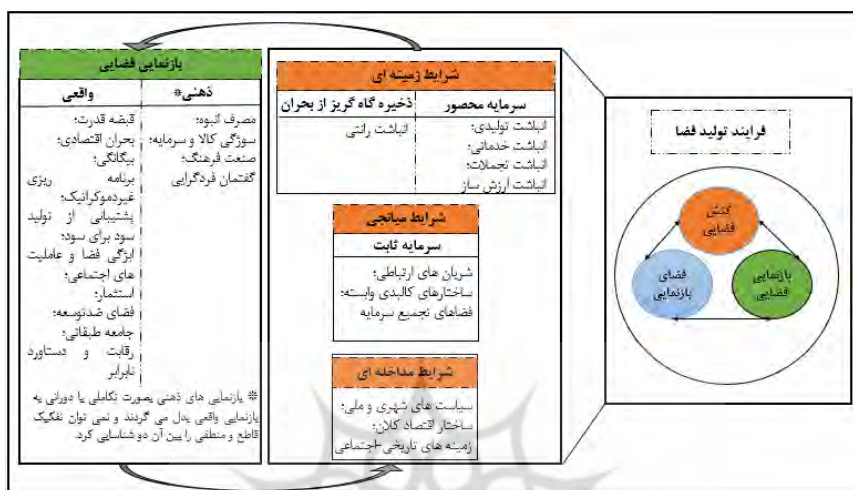 فرایند تولید فضا
کنش
فضایی
فضای
بازنمایی
بازنمایی
فضایی
شرایط زمینه ای
سرمایه محصور
ذخیره گاه گریز از بحران
انباشت تولیدی؛
انباشت خدماتی؛
انباشت تجملات؛
انباشت ارزش ساز
انباشت رانتی
شرایط میانجی
سرمایه ثابت
شریان های ارتباطی؛
ساختارهای کالبدی وابسته؛
فضاهای تجمیع سرمایه
شرایط مداخله ای
سیاست های شهری و ملی؛
ساختار اقتصاد کلان؛
زمینه های تاریخی-اجتماعی
بازنمایی فضایی
ذهنی*
واقعی
مصرف انبوه؛
سوژگی کالا و سرمایه؛
صنعت فرهنگ؛
گفتمان فردگرایی
قبضه قدرت؛
بحران اقتصادی؛
بیگانگی؛
برنامه ریزی
غیردموکراتیک؛
پشتیبانی از تولید
سود برای سود؛
ابژگی فضا و عاملیت
های اجتماعی؛
استثمار؛
فضای ضدتوسعه؛
جامعه طبقاتی؛
رقابت و دستاورد
نابرابر
* بازنمایی های ذهنی بصورت تکاملی یا دورانی به
بازنمایی واقعی بدل می گردند و نمی توان تفکیک
قاطع و منطقی را بین آن دو شناسایی کرد.